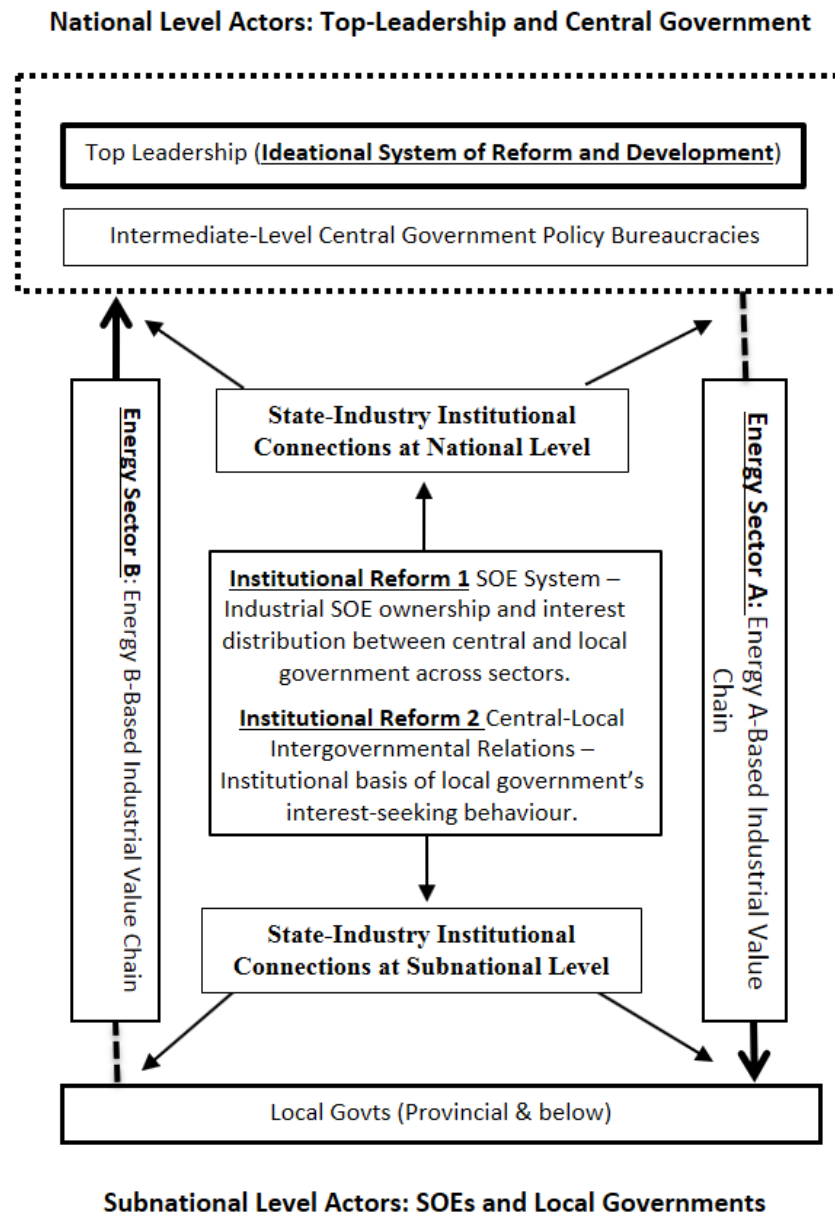 National Level Actors: Top-Leadership and Central Government
Top Leadership (Ideational System of Reform and Development)
Intermediate-Level Central Government Policy Bureaucracies
State-Industry Institutional
Connections at National Level
Energy Sector B: Energy B-Based Industrial Value Chain
Institutional Reform 1 SOE System –
Industrial SOE ownership and interest
distribution between central and local
government across sectors.
Institutional Reform 2 Central-Local
Intergovernmental Relations –
Institutional basis of local government’s
interest-seeking behaviour.
Energy Sector A: Energy A-Based Industrial Value
Chain
State-Industry Institutional
Connections at Subnational Level
Local Govts (Provincial & below)
Subnational Level Actors: SOEs and Local Governments